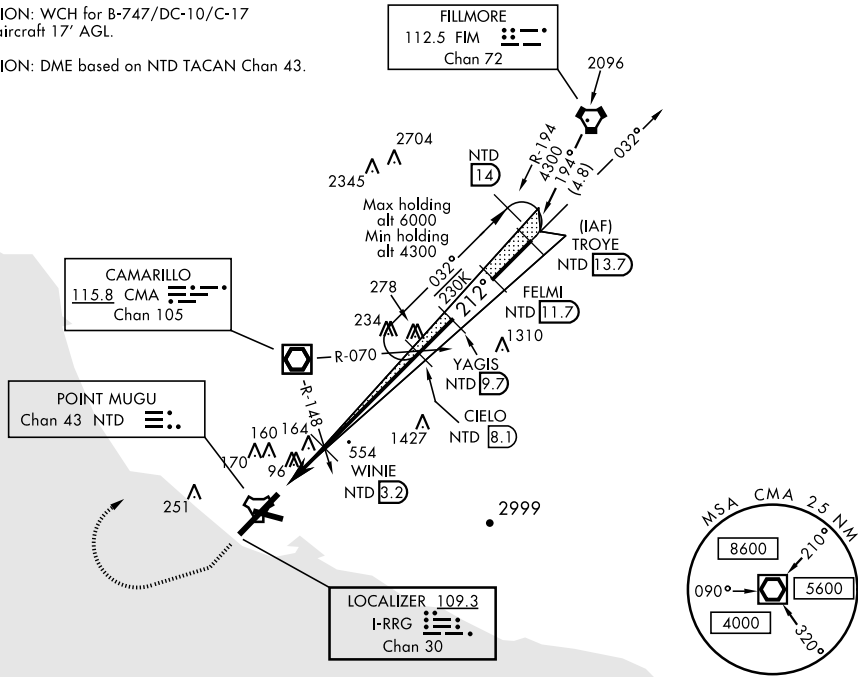 ION: WCH for B-747/DC-10/C-17
ircraft 17' AGL.
ION: DME based on NTD TACAN Chan 43.
FILLMORE
112.5 FIM
Chan 72
2096
2704
2345
NTD
14
R-194
4300
194°
(4.8)
032°
Max holding
alt 6000
Min holding
alt 4300
(IAF)
TROYE
NTD 13.7
032°
230K
212°
FELMI
NTD 11.7
CAMARILLO
115.8 CMA
Chan 105
278
234
1310
R-070
YAGIS
NTD 9.7
POINT MUGU
Chan 43 NTD
R-148
CIELO
NTD 8.1
1427
160
164
170
96
554
WINIE
NTD 3.2
251
2999
MSA CMA 25 NM
8600
210°
090°
5600
4000
320°
LOCALIZER 109.3
I-RRG
Chan 30